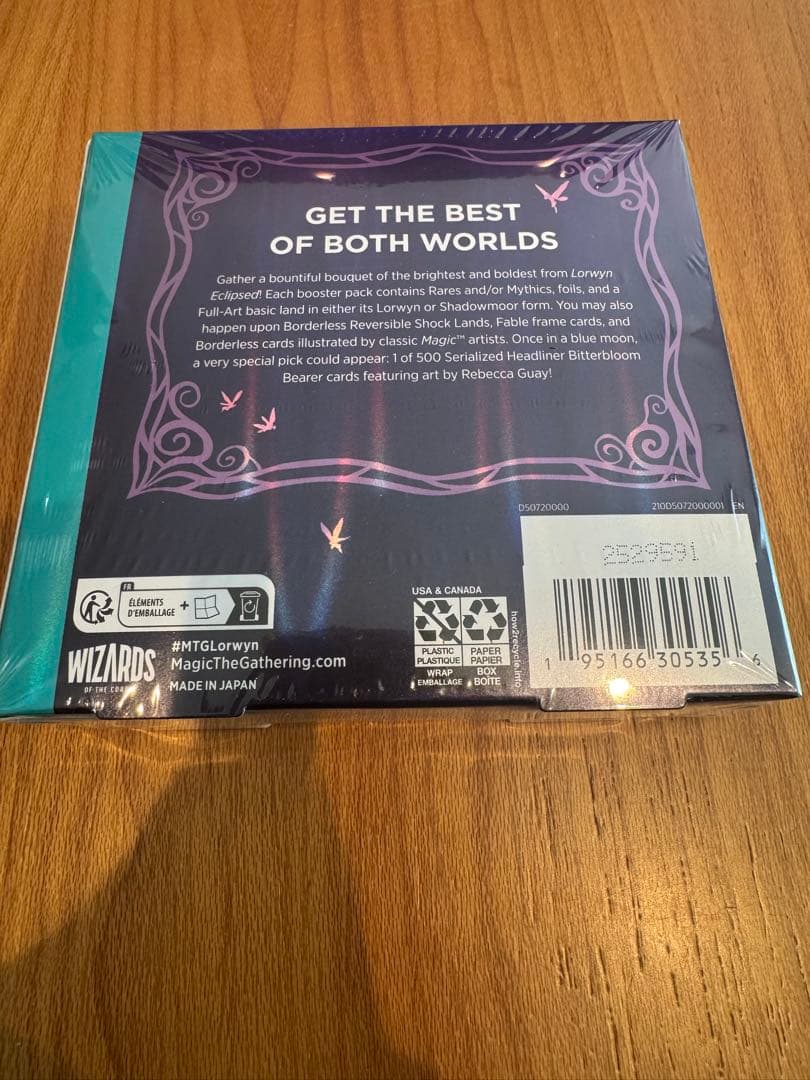 GET THE BEST
OF BOTH WORLDS
Gather a bountiful bouquet of the brightest and boldest from Lorwyn
Eclipsed! Each booster pack contains Rares and/or Mythics, foils, and a
Full-Art basic land in either its Lorwyn or Shadowmoor form. You may also
happen upon Borderless Reversible Shock Lands, Fable frame cards, and
Borderless cards illustrated by classic Magic™ artists. Once in a blue moon,
a very special pick could appear: 1 of 500 Serialized Headliner Bitterbloom
Bearer cards featuring art by Rebecca Guay!
D50720000 210D5072000001 EN
2529591
FR
ÉLÉMENTS
D'EMBALLAGE +
WIZARDS
OF THE COAST
#MTGLorwyn
MagicTheGathering.com
MADE IN JAPAN
USA & CANADA
PLASTIC
PLASTIQUE
WRAP
EMBALLAGE
PAPER
PAPIER
BOX
BOÎTE
how2recycle.info
1 95166 30535 6